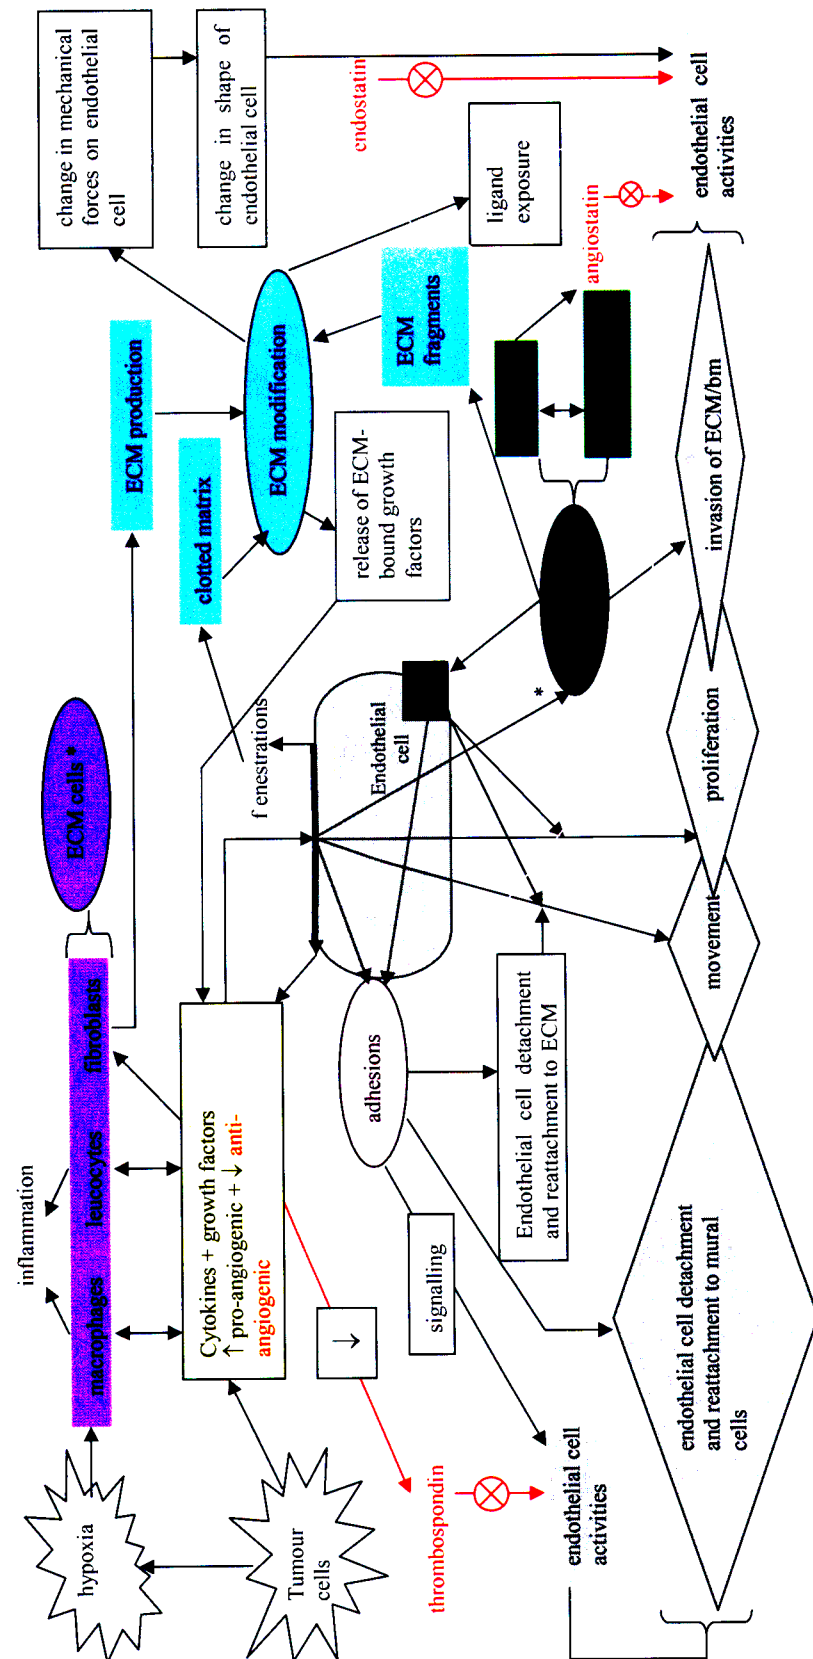 hypoxia
Tumour
cells
inflammation
macrophages leucocytes fibroblasts
ECM cells *
Cytokines + growth factors
↑ pro-angiogenic + ↓ anti-
angiogenic
↓
thrombospondin
endothelial cell
activities
signalling
adhesions
Endothelial cell detachment
and reattachment to ECM
f enestrations
Endothelial
cell
*
clotted matrix
ECM production
ECM modification
release of ECM-
bound growth
factors
ECM
fragments
ligand
exposure
change in mechanical
forces on endothelial
cell
change in shape of
endothelial cell
endostatin
angiostatin
endothelial cell
activities
endothelial cell detachment
and reattachment to mural
cells
movement
proliferation
invasion of ECM/bm